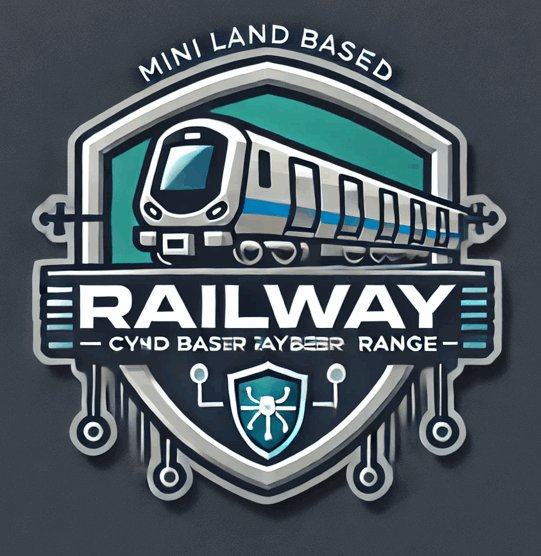 MINI LAND BASED
RAILWAY
— CYND BASER RANGE —